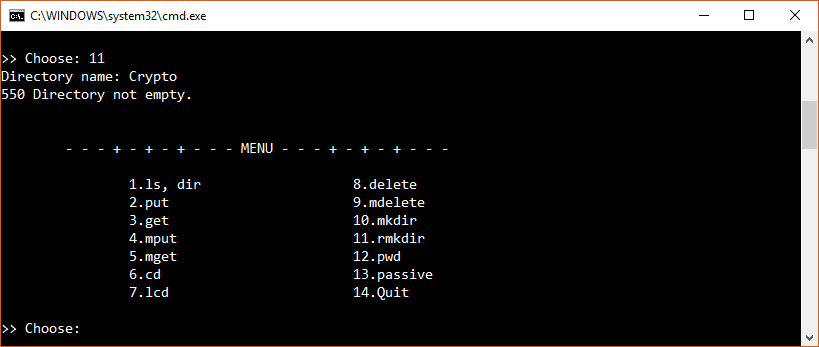 C:\WINDOWS\system32\cmd.exe
>> Choose: 11
Directory name: Crypto
550 Directory not empty.
- - - + - + - + - - - MENU - - - + - + - + - - -
1.ls, dir 8.delete
2.put 9.mdelete
3.get 10.mkdir
4.mput 11.rmkdir
5.mget 12.pwd
6.cd 13.passive
7.lcd 14.Quit
>> Choose: